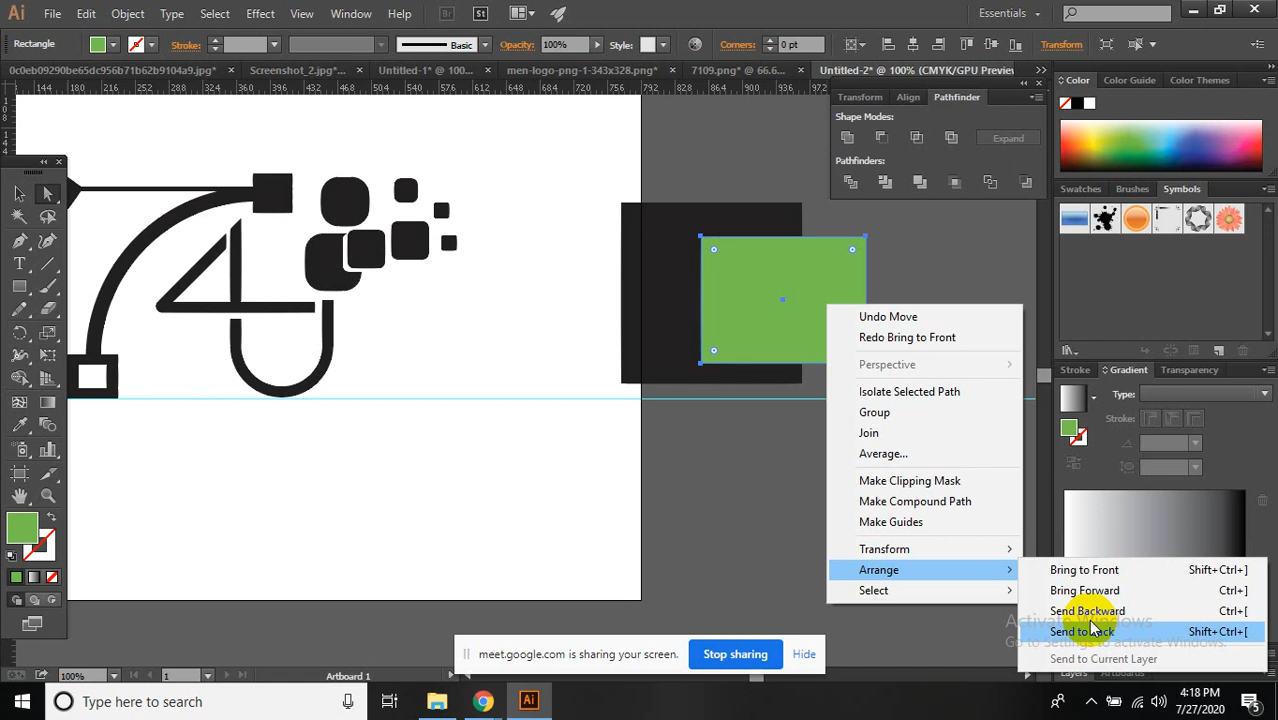 Ai File Edit Object Type Select Effect View Window Help Br St Essentials
Rectangle Stroke: Basic Opacity: 100% Style: Corners: 0 pt Transform
0c0eb09290be65dc956b71b62b9104a9.jpg* Screenshot_2.jpg* Untitled-1* @ 100... men-logo-png-1-343x328.png* 7109.png* @ 66.6... Untitled-2* @ 100% (CMYK/GPU Preview
144 180 216 252 288 324 360 396 432 468 504 540 576 612 648 684 720 756 792 828 864 900 936 972
Color Color Guide Color Themes
Transform Align Pathfinder
Shape Modes:
Expand
Pathfinders:
Swatches Brushes Symbols
Undo Move
Redo Bring to Front
Perspective
Isolate Selected Path
Group
Join
Average...
Make Clipping Mask
Make Compound Path
Make Guides
Transform
Arrange
Select
Stroke Gradient Transparency
Type:
Bring to Front Shift+Ctrl+]
Bring Forward Ctrl+]
Send Backward Ctrl+[
Send to Back Shift+Ctrl+[
Send to Current Layer
Activate Windows
Go to Settings to activate Windows.
Layers Artboards
meet.google.com is sharing your screen. Stop sharing Hide
100% 1 Artboard 1
Type here to search
4:18 PM
7/27/2020
5